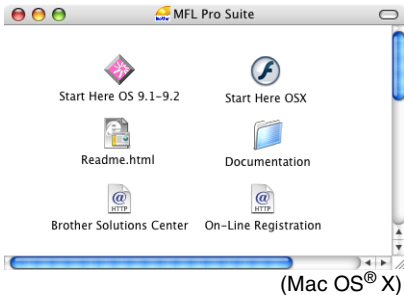 MFL Pro Suite
Start Here OS 9.1-9.2
Start Here OSX
Readme.html
Documentation
@
HTTP
@
HTTP
Brother Solutions Center
On-Line Registration
(Mac OS® X)